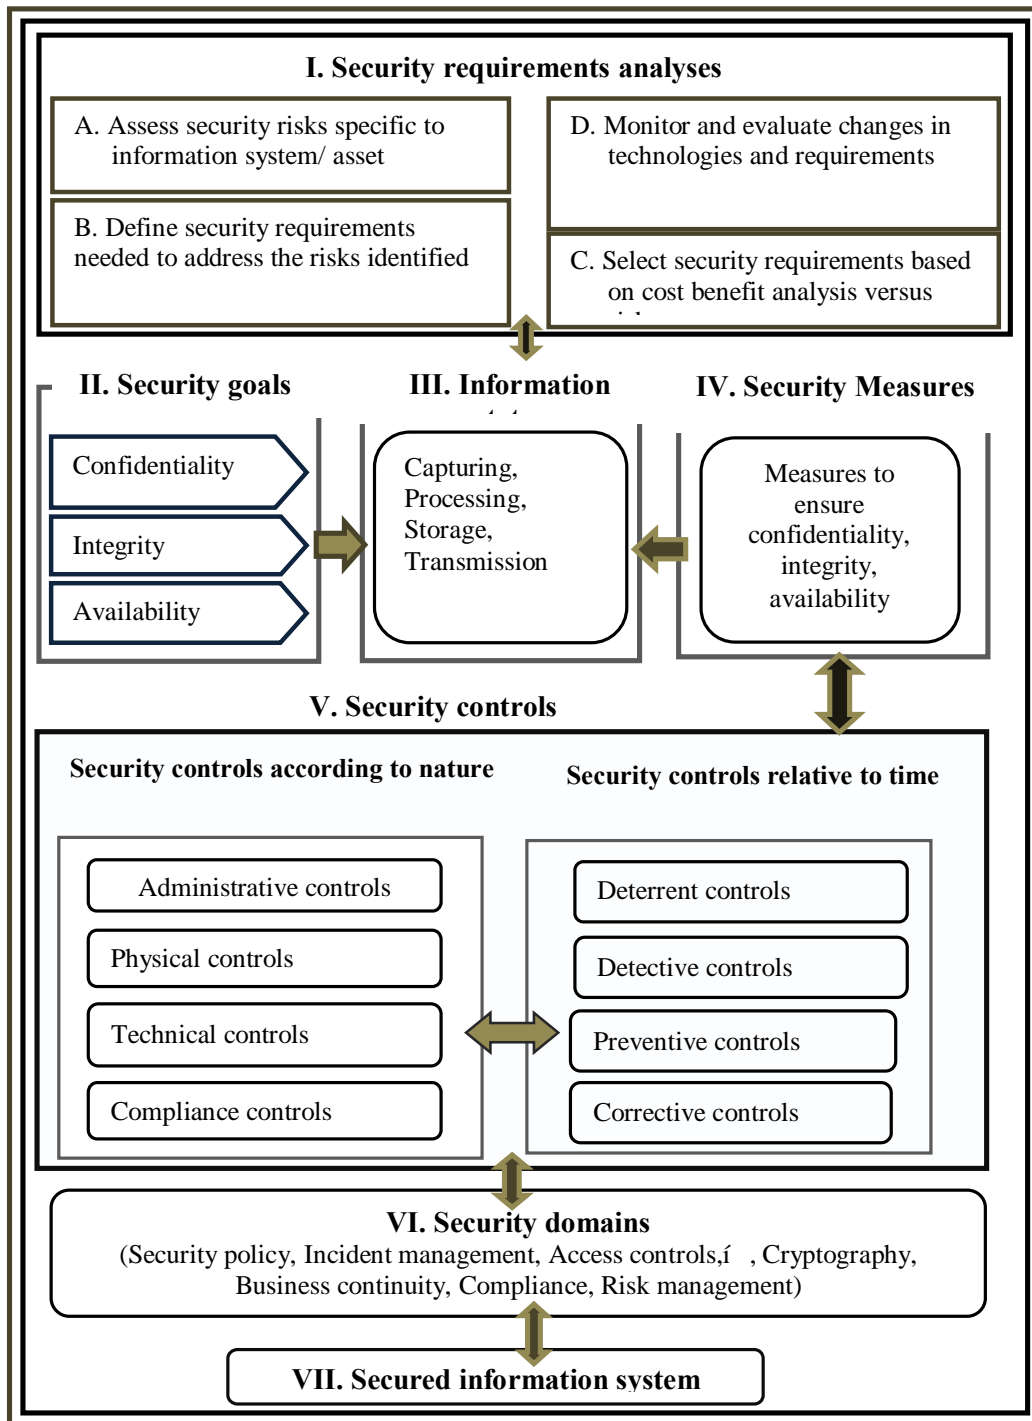 I. Security requirements analyses
A. Assess security risks specific to
information system/ asset
B. Define security requirements
needed to address the risks identified
D. Monitor and evaluate changes in
technologies and requirements
C. Select security requirements based
on cost benefit analysis versus
II. Security goals
Confidentiality
Integrity
Availability
III. Information
Capturing,
Processing,
Storage,
Transmission
IV. Security Measures
Measures to
ensure
confidentiality,
integrity,
availability
V. Security controls
Security controls according to nature
Administrative controls
Physical controls
Technical controls
Compliance controls
Security controls relative to time
Deterrent controls
Detective controls
Preventive controls
Corrective controls
VI. Security domains
(Security policy, Incident management, Access controls,í , Cryptography,
Business continuity, Compliance, Risk management)
VII. Secured information system